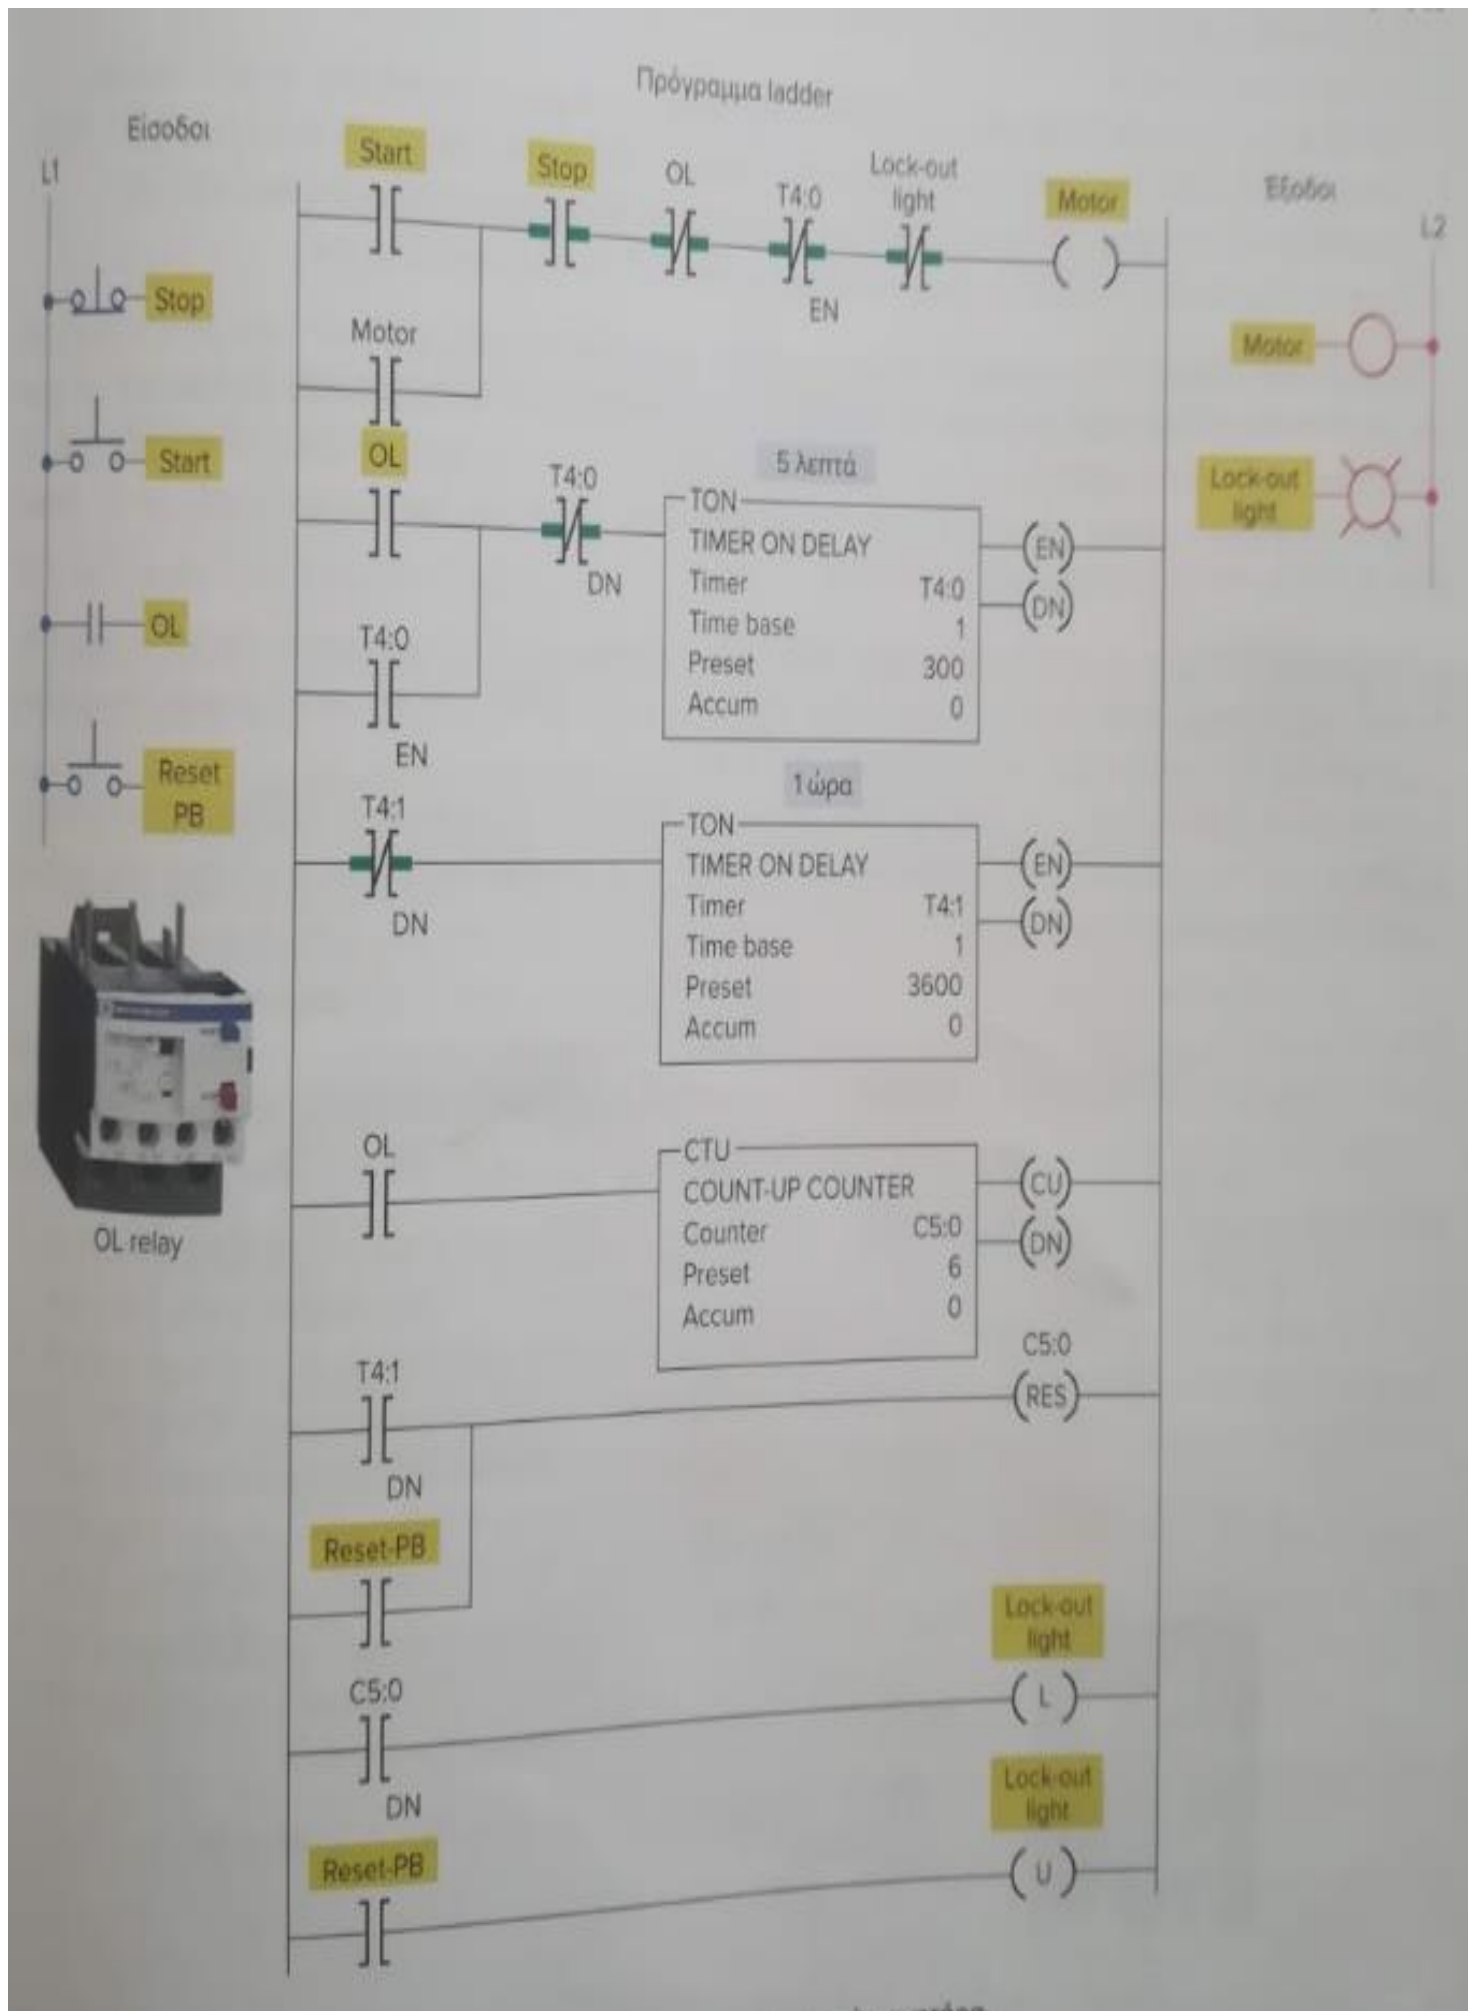 Πρόγραμμα ladder
Είσοδοι
Έξοδοι
L1
L2
Stop
Start
OL
Reset
PB
OL relay
Start
Stop
OL
T4:0
EN
Lock-out
light
Motor
Motor
Motor
Lock-out
light
OL
T4:0
DN
T4:0
EN
5 λεπτά
TON
TIMER ON DELAY
Timer T4:0
Time base 1
Preset 300
Accum 0
EN
DN
T4:1
DN
1 ώρα
TON
TIMER ON DELAY
Timer T4:1
Time base 1
Preset 3600
Accum 0
EN
DN
OL
CTU
COUNT-UP COUNTER
Counter C5:0
Preset 6
Accum 0
CU
DN
T4:1
DN
C5:0
RES
Reset-PB
C5:0
DN
Lock-out
light
L
Reset-PB
Lock-out
light
U